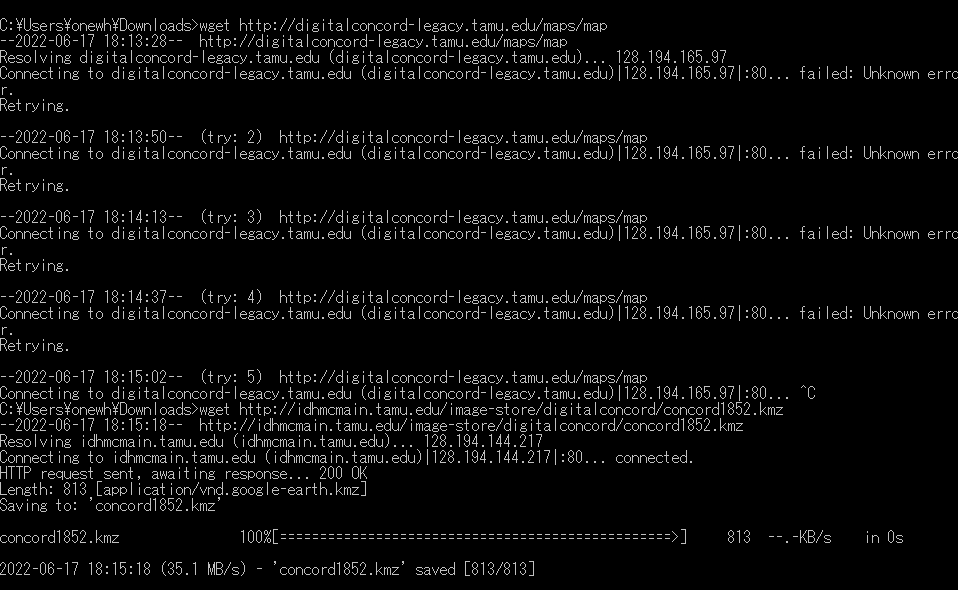 C:¥Users¥onewh¥Downloads>wget http://digitalconcord-legacy.tamu.edu/maps/map
--2022-06-17 18:13:28--  http://digitalconcord-legacy.tamu.edu/maps/map
Resolving digitalconcord-legacy.tamu.edu (digitalconcord-legacy.tamu.edu)... 128.194.165.97
Connecting to digitalconcord-legacy.tamu.edu (digitalconcord-legacy.tamu.edu)|128.194.165.97|:80... failed: Unknown erro
r.
Retrying.

--2022-06-17 18:13:50--  (try: 2)  http://digitalconcord-legacy.tamu.edu/maps/map
Connecting to digitalconcord-legacy.tamu.edu (digitalconcord-legacy.tamu.edu)|128.194.165.97|:80... failed: Unknown erro
r.
Retrying.

--2022-06-17 18:14:13--  (try: 3)  http://digitalconcord-legacy.tamu.edu/maps/map
Connecting to digitalconcord-legacy.tamu.edu (digitalconcord-legacy.tamu.edu)|128.194.165.97|:80... failed: Unknown erro
r.
Retrying.

--2022-06-17 18:14:37--  (try: 4)  http://digitalconcord-legacy.tamu.edu/maps/map
Connecting to digitalconcord-legacy.tamu.edu (digitalconcord-legacy.tamu.edu)|128.194.165.97|:80... failed: Unknown erro
r.
Retrying.

--2022-06-17 18:15:02--  (try: 5)  http://digitalconcord-legacy.tamu.edu/maps/map
Connecting to digitalconcord-legacy.tamu.edu (digitalconcord-legacy.tamu.edu)|128.194.165.97|:80... ^C
C:¥Users¥onewh¥Downloads>wget http://idhmcmain.tamu.edu/image-store/digitalconcord/concord1852.kmz
--2022-06-17 18:15:18--  http://idhmcmain.tamu.edu/image-store/digitalconcord/concord1852.kmz
Resolving idhmcmain.tamu.edu (idhmcmain.tamu.edu)... 128.194.144.217
Connecting to idhmcmain.tamu.edu (idhmcmain.tamu.edu)|128.194.144.217|:80... connected.
HTTP request sent, awaiting response... 200 OK
Length: 813 [application/vnd.google-earth.kmz]
Saving to: 'concord1852.kmz'

concord1852.kmz               100%[=================================================>]     813  --.-KB/s    in 0s

2022-06-17 18:15:18 (35.1 MB/s) - 'concord1852.kmz' saved [813/813]